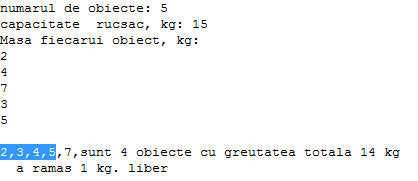 numarul de obiecte: 5
capacitate  rucsac, kg: 15
Masa fiecarui obiect, kg:
2
4
7
3
5
2,3,4,5,7,sunt 4 obiecte cu greutatea totala 14 kg
a ramas 1 kg. liber